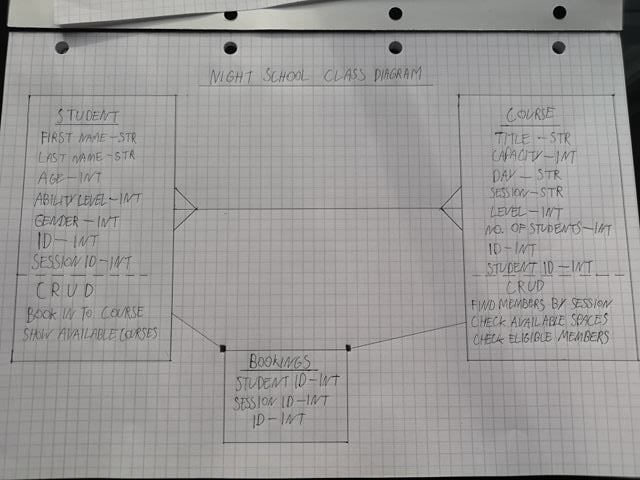 NIGHT SCHOOL CLASS DIAGRAM
STUDENT
FIRST NAME - STR
LAST NAME - STR
AGE - INT
ABILITY LEVEL - INT
GENDER - INT
ID - INT
SESSION ID - INT
CRUD
BOOK IN TO COURSE
SHOW AVAILABLE COURSES
COURSE
TITLE - STR
CAPACITY - INT
DAY - STR
SESSION - STR
LEVEL - INT
NO. OF STUDENTS - INT
ID - INT
STUDENT ID - INT
CRUD
FIND MEMBERS BY SESSION
CHECK AVAILABLE SPACES
CHECK ELIGIBLE MEMBERS
BOOKINGS
STUDENT ID - INT
SESSION ID - INT
ID - INT